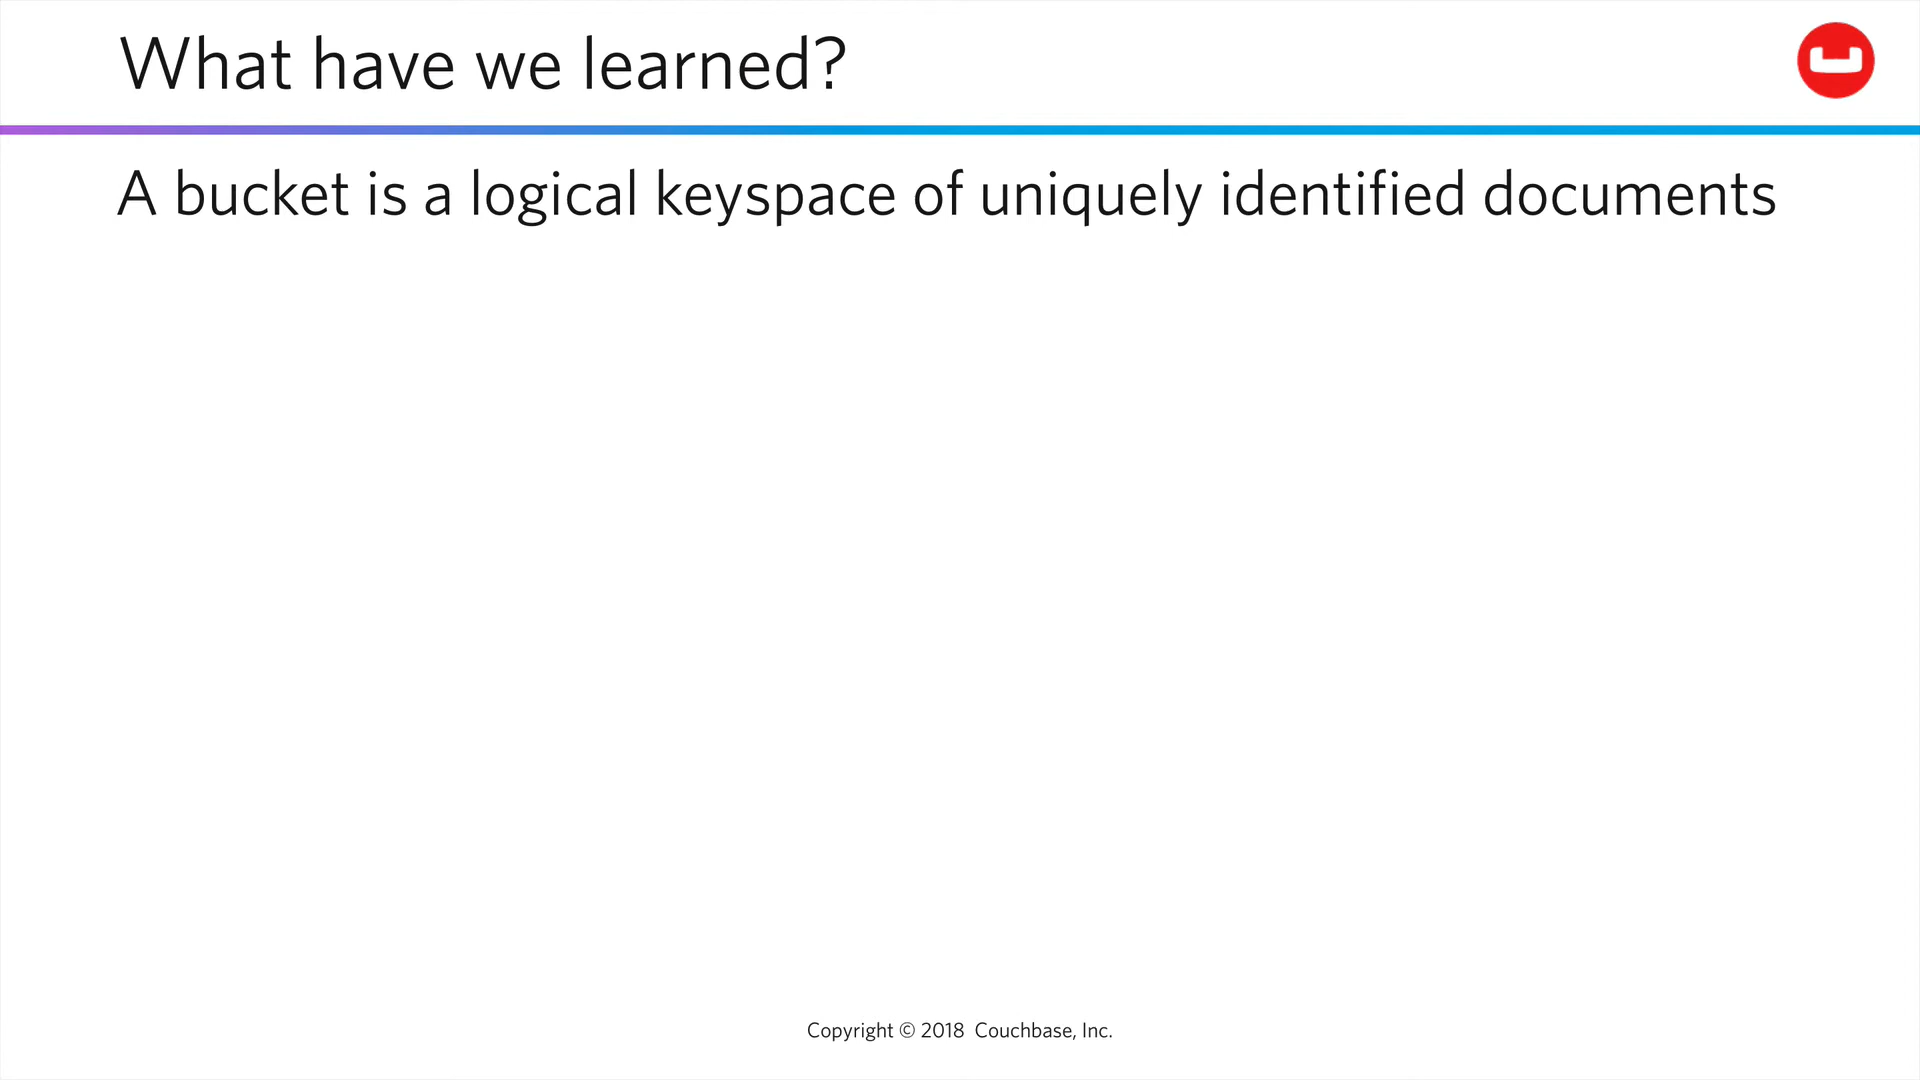 What have we learned?
A bucket is a logical keyspace of uniquely identified documents
Copyright © 2018 Couchbase, Inc.